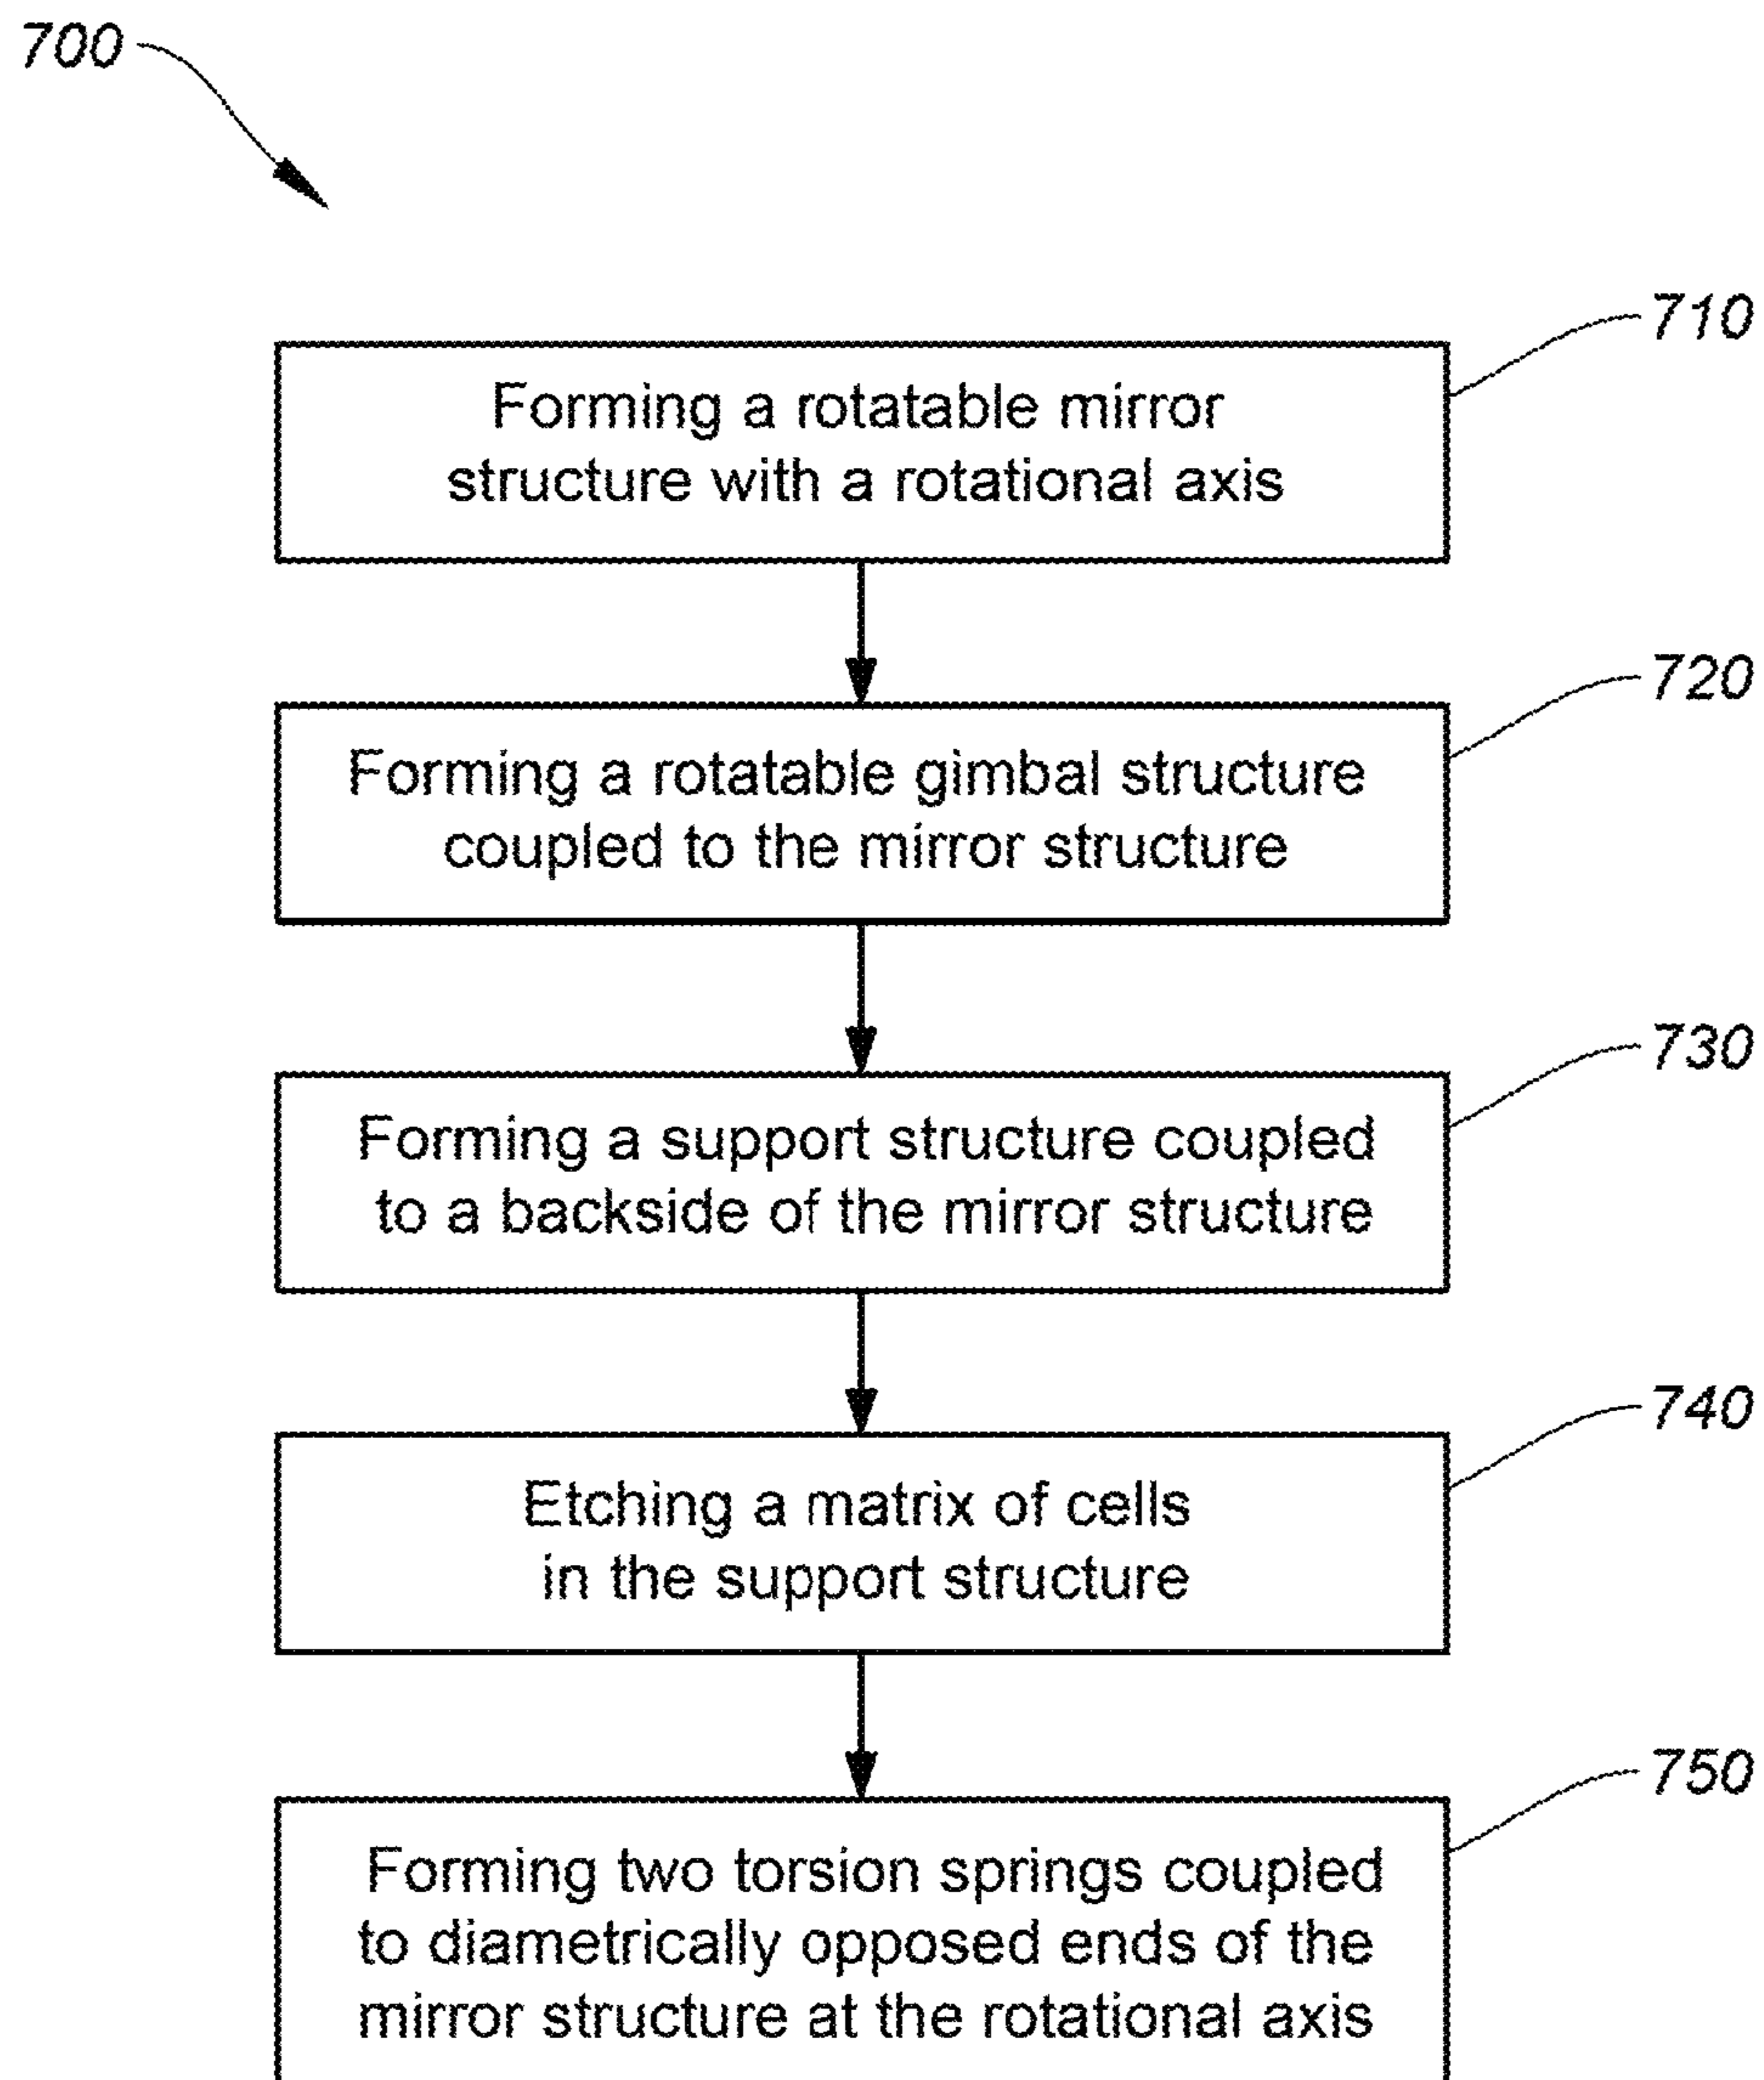 700
710
Forming a rotatable mirror
structure with a rotational axis
720
Forming a rotatable gimbal structure
coupled to the mirror structure
730
Forming a support structure coupled
to a backside of the mirror structure
740
Etching a matrix of cells
in the support structure
750
Forming two torsion springs coupled
to diametrically opposed ends of the
mirror structure at the rotational axis